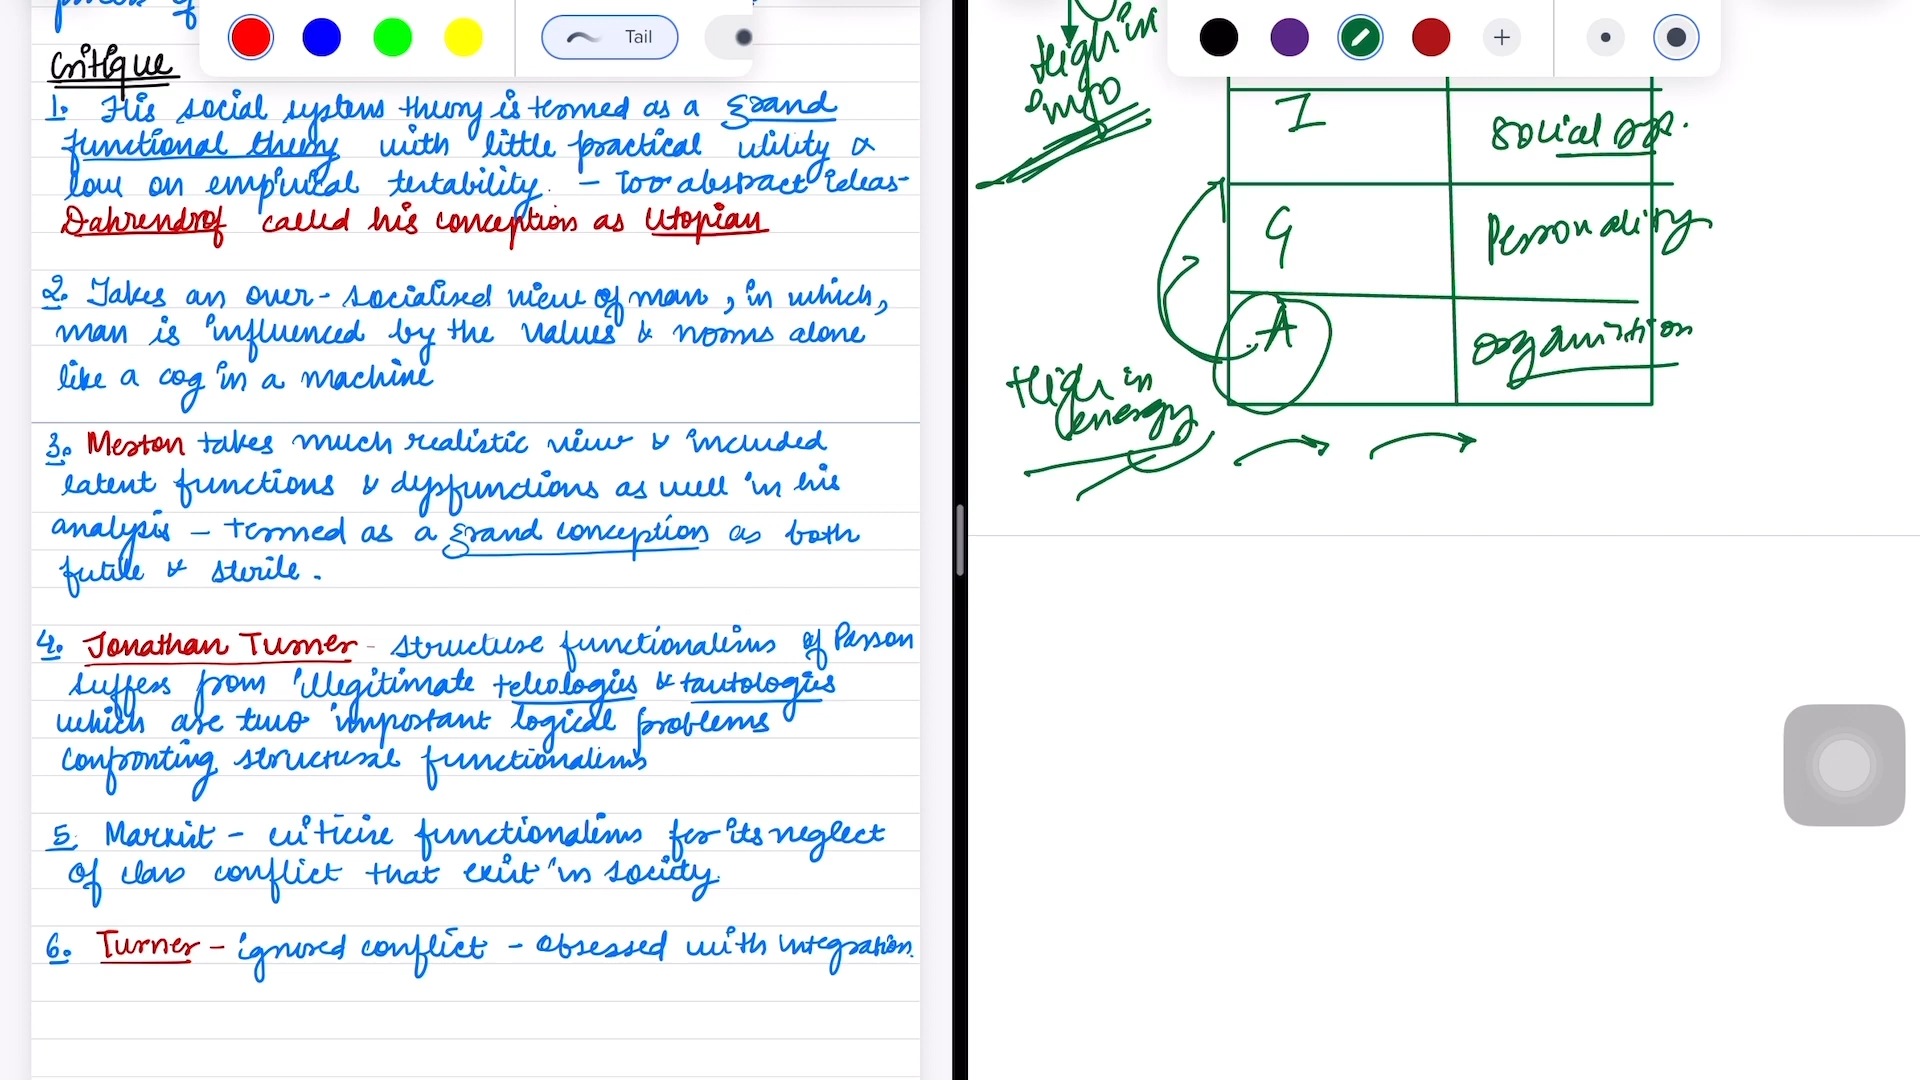 Critique
1. His social systems theory is termed as a grand
functional theory with little practical utility &
low on empirical testability. - Too abstract ideas-
Dahrendrof called his conception as Utopian
2. Takes an over-socialised view of man, in which,
man is influenced by the values & norms alone
like a cog in a machine
3. Merton takes much realistic view & included
latent functions & dysfunctions as well in his
analysis - termed as a grand conception as both
futile & sterile.
4. Jonathan Turner - structure functionalims of Parson
suffers from illegitimate teleologies & tautologies
which are two important logical problems
confronting structural functionalims
5. Marxist - criticise functionalims for its neglect
of class conflict that exist in society.
6. Turner - ignored conflict - obsessed with integration.
Tail
High in
info
I
social sys.
G
Personality
A
organisation
High in
energy